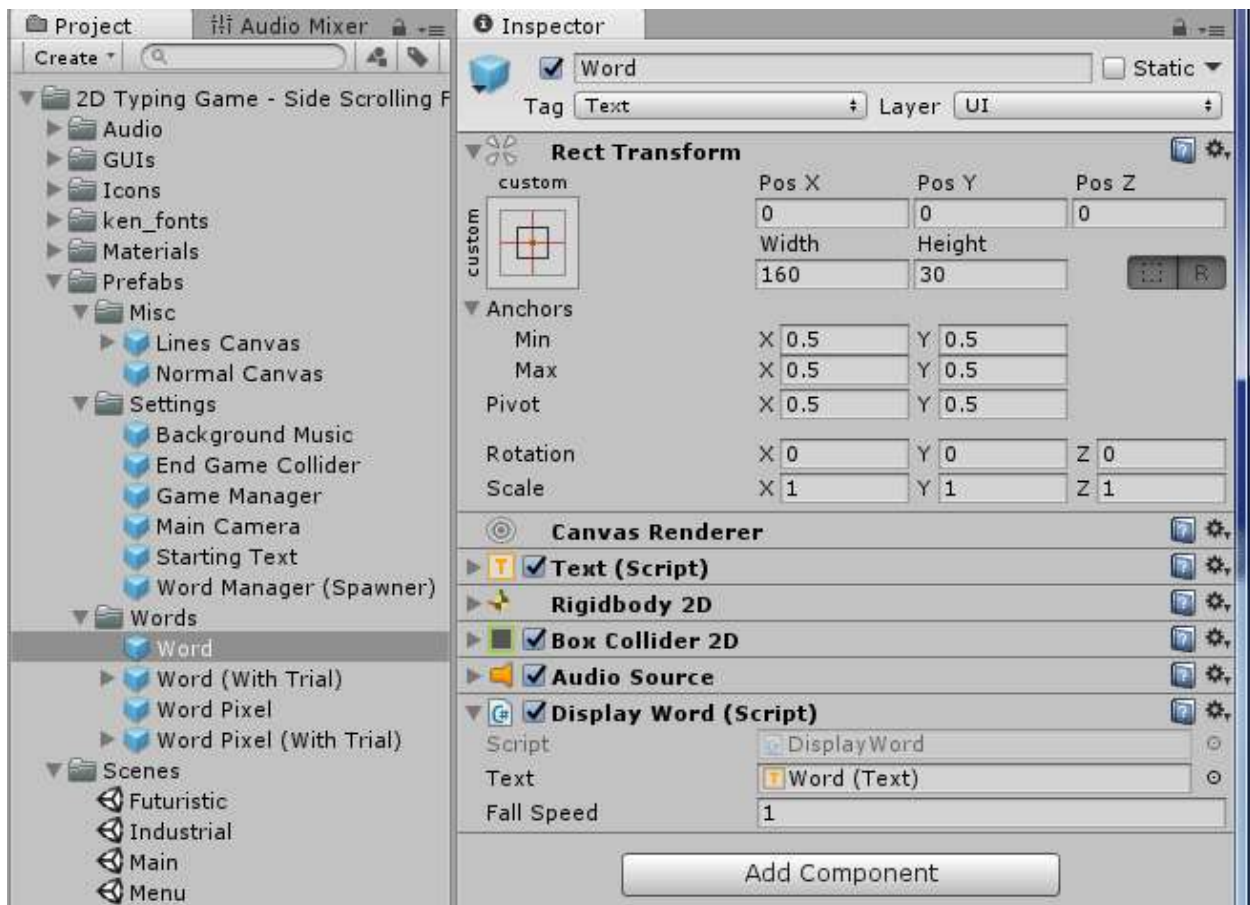 Project
Audio Mixer
Create
2D Typing Game - Side Scrolling F
Audio
GUIs
Icons
ken_fonts
Materials
Prefabs
Misc
Lines Canvas
Normal Canvas
Settings
Background Music
End Game Collider
Game Manager
Main Camera
Starting Text
Word Manager (Spawner)
Words
Word
Word (With Trial)
Word Pixel
Word Pixel (With Trial)
Scenes
Futuristic
Industrial
Main
Menu
Inspector
Word Static
Tag Text Layer UI
Rect Transform
custom Pos X Pos Y Pos Z
custom 0 0 0
Width Height
160 30 R
Anchors
Min X 0.5 Y 0.5
Max X 0.5 Y 0.5
Pivot X 0.5 Y 0.5
Rotation X 0 Y 0 Z 0
Scale X 1 Y 1 Z 1
Canvas Renderer
T Text (Script)
Rigidbody 2D
Box Collider 2D
Audio Source
C# Display Word (Script)
Script DisplayWord
Text T Word (Text)
Fall Speed 1
Add Component